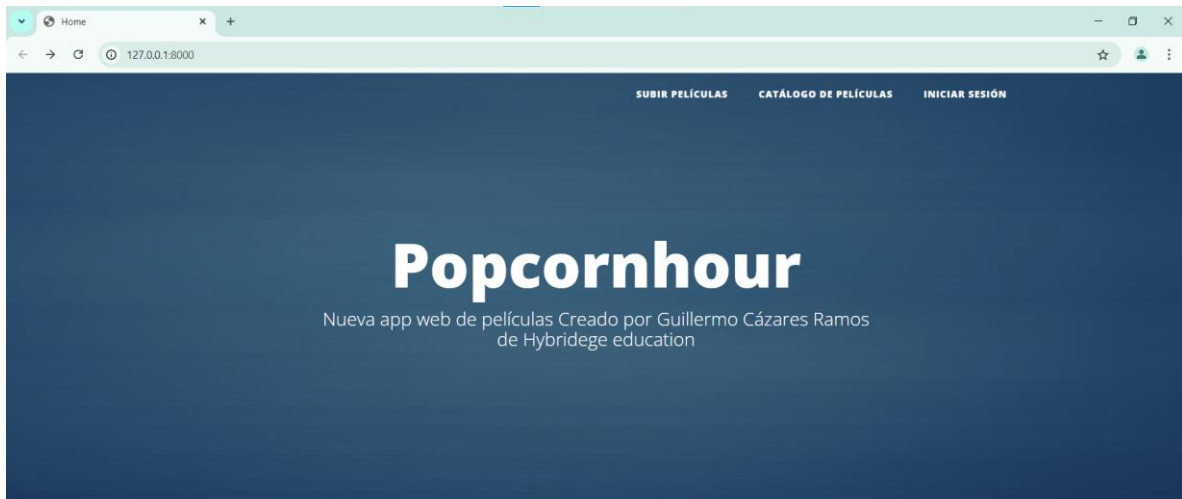 Home
127.0.0.1:8000
SUBIR PELÍCULAS CATÁLOGO DE PELÍCULAS INICIAR SESIÓN
Popcornhour
Nueva app web de películas Creado por Guillermo Cázares Ramos
de Hybridege education